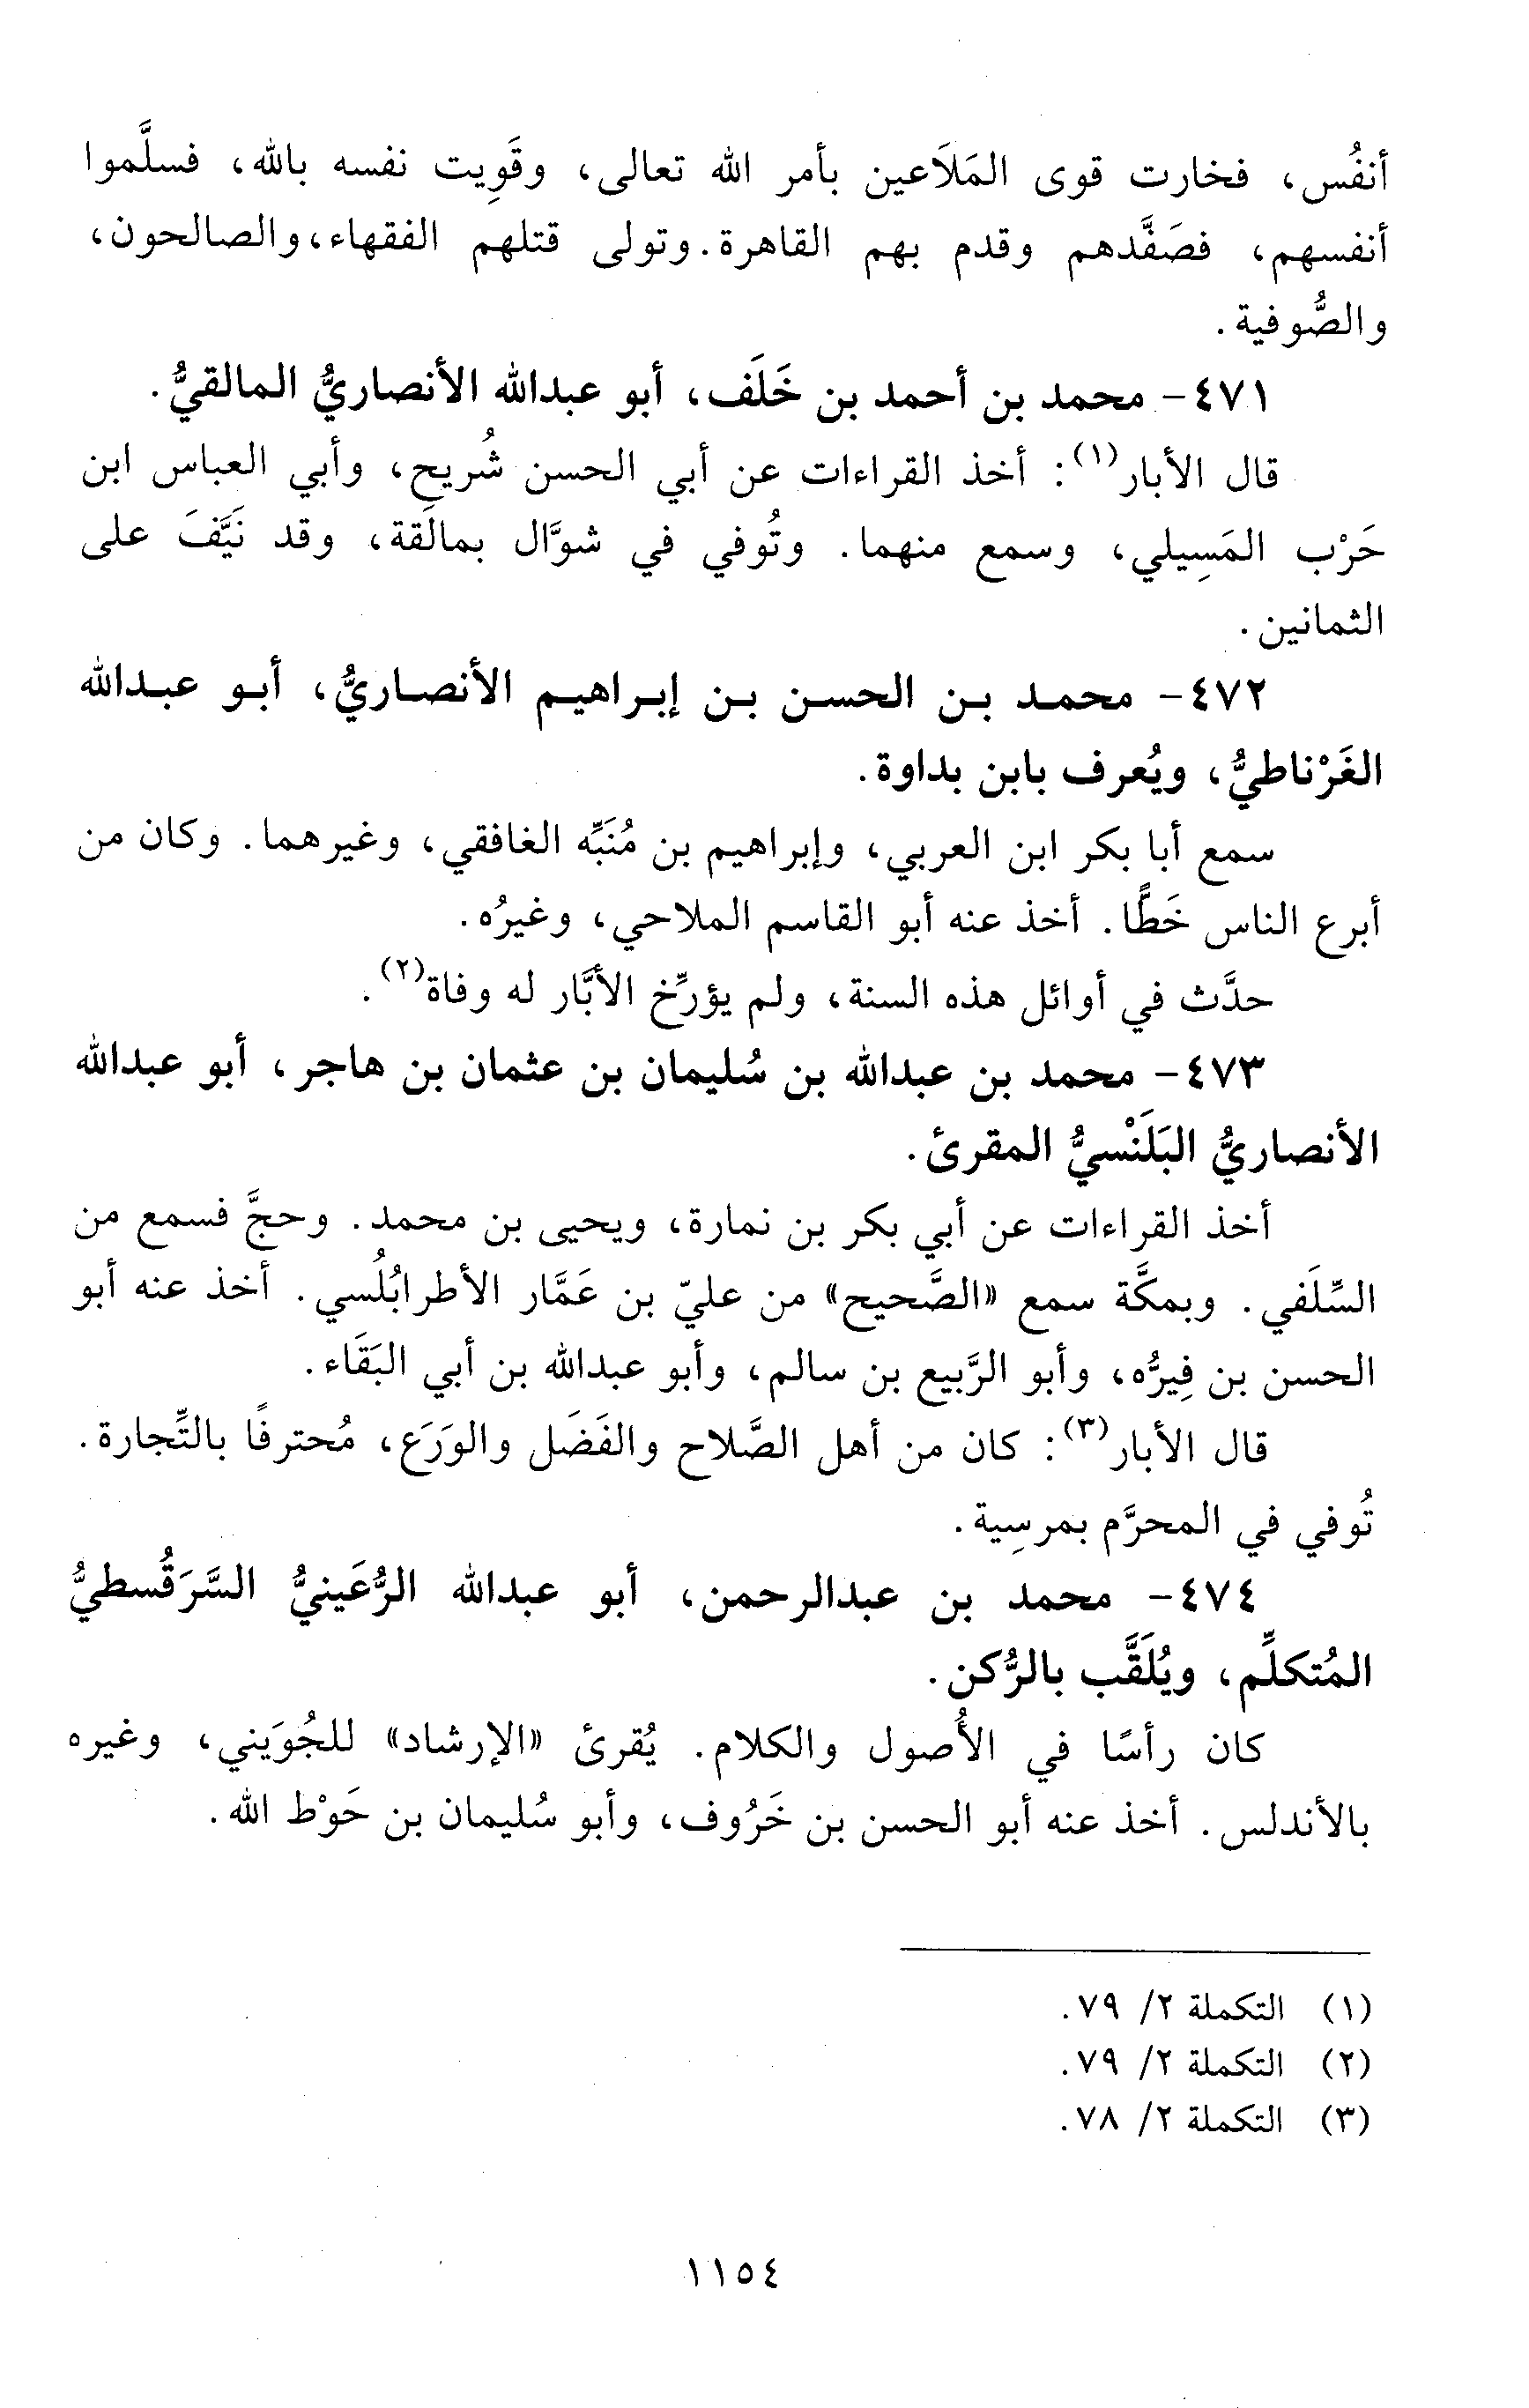 أنفُس، فخارت قوى المَلَاعين بأمر الله تعالى، وقَوِيت نفسه بالله، فسلَّموا
أنفسهم، فصَفَّدهم وقدم بهم القاهرة. وتولى قتلهم الفقهاء، والصالحون،
والصُّوفية.
٤٧١- محمد بن أحمد بن خَلَف، أبو عبدالله الأنصاريُّ المالقيُّ.
قال الأبار(١): أخذ القراءات عن أبي الحسن شُريح، وأبي العباس ابن
حَرْب المَسِيلي، وسمع منهما. وتُوفي في شوَّال بمالَقة، وقد نَيَّفَ على
الثمانين.
٤٧٢- محمد بن الحسن بن إبراهيم الأنصاريُّ، أبو عبدالله
الغَرْناطيُّ، ويُعرف بابن بداوة.
سمع أبا بكر ابن العربي، وإبراهيم بن مُنَبِّه الغافقي، وغيرهما. وكان من
أبرع الناس خَطًّا. أخذ عنه أبو القاسم الملاحي، وغيرُه.
حدَّث في أوائل هذه السنة، ولم يؤرِّخ الأبَّار له وفاة(٢).
٤٧٣- محمد بن عبدالله بن سُليمان بن عثمان بن هاجر، أبو عبدالله
الأنصاريُّ البَلَنْسيُّ المقرئ.
أخذ القراءات عن أبي بكر بن نمارة، ويحيى بن محمد. وحجَّ فسمع من
السِّلَفي. وبمكَّة سمع «الصَّحيح» من عليّ بن عَمَّار الأطرابُلُسي. أخذ عنه أبو
الحسن بن فِيرُّه، وأبو الرَّبيع بن سالم، وأبو عبدالله بن أبي البَقَاء.
قال الأبار(٣): كان من أهل الصَّلاح والفَضَل والوَرَع، مُحترفًا بالتِّجارة.
تُوفي في المحرَّم بمرسِية.
٤٧٤- محمد بن عبدالرحمن، أبو عبدالله الرُّعَينيُّ السَّرَقُسطيُّ
المُتكلِّم، ويُلَقَّب بالرُّكن.
كان رأسًا في الأُصول والكلام. يُقرئ «الإرشاد» للجُوَيني، وغيره
بالأندلس. أخذ عنه أبو الحسن بن خَرُوف، وأبو سُليمان بن حَوْط الله.
(١) التكملة ٢/ ٧٩.
(٢) التكملة ٢/ ٧٩.
(٣) التكملة ٢/ ٧٨.
١١٥٤